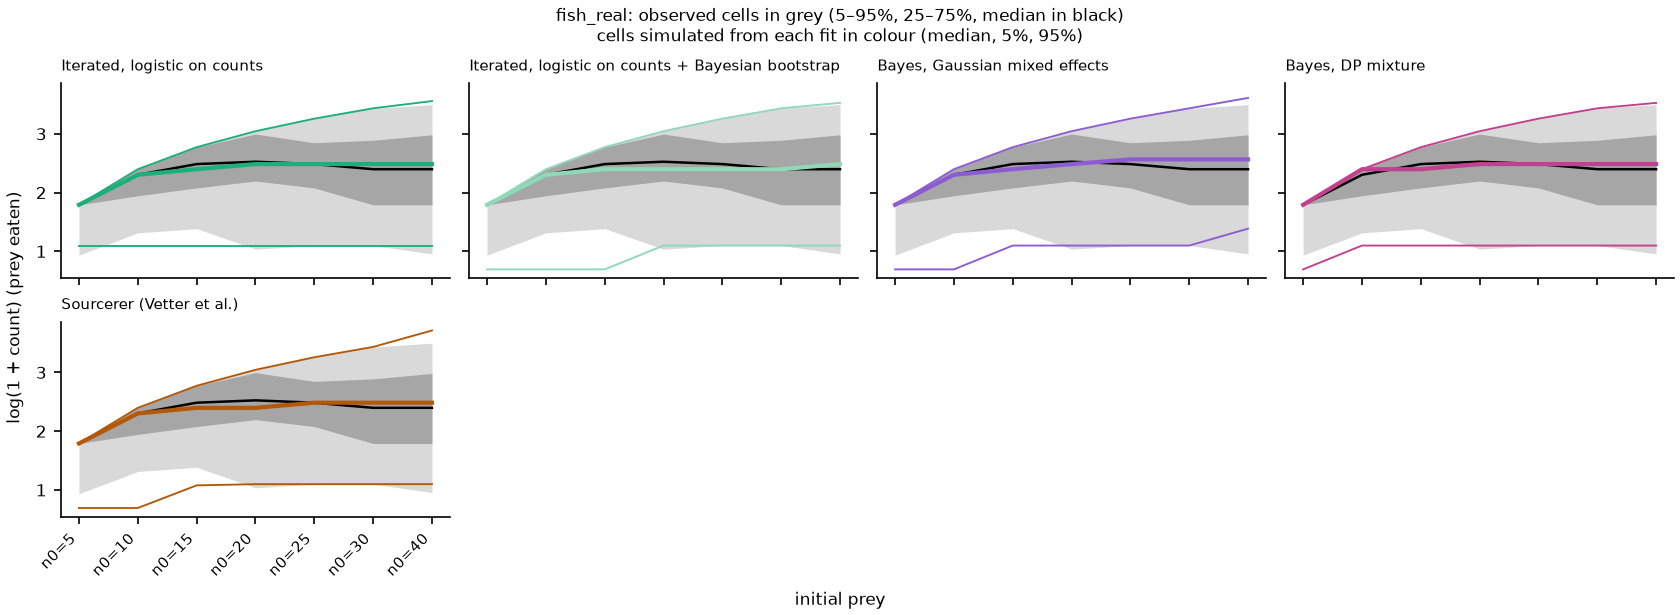 fish_real: observed cells in grey (5–95%, 25–75%, median in black)
cells simulated from each fit in colour (median, 5%, 95%)
Iterated, logistic on counts
Iterated, logistic on counts + Bayesian bootstrap
Bayes, Gaussian mixed effects
Bayes, DP mixture
3
2
1
Sourcerer (Vetter et al.)
3
2
1
log(1 + count) (prey eaten)
n0=5
n0=10
n0=15
n0=20
n0=25
n0=30
n0=40
initial prey